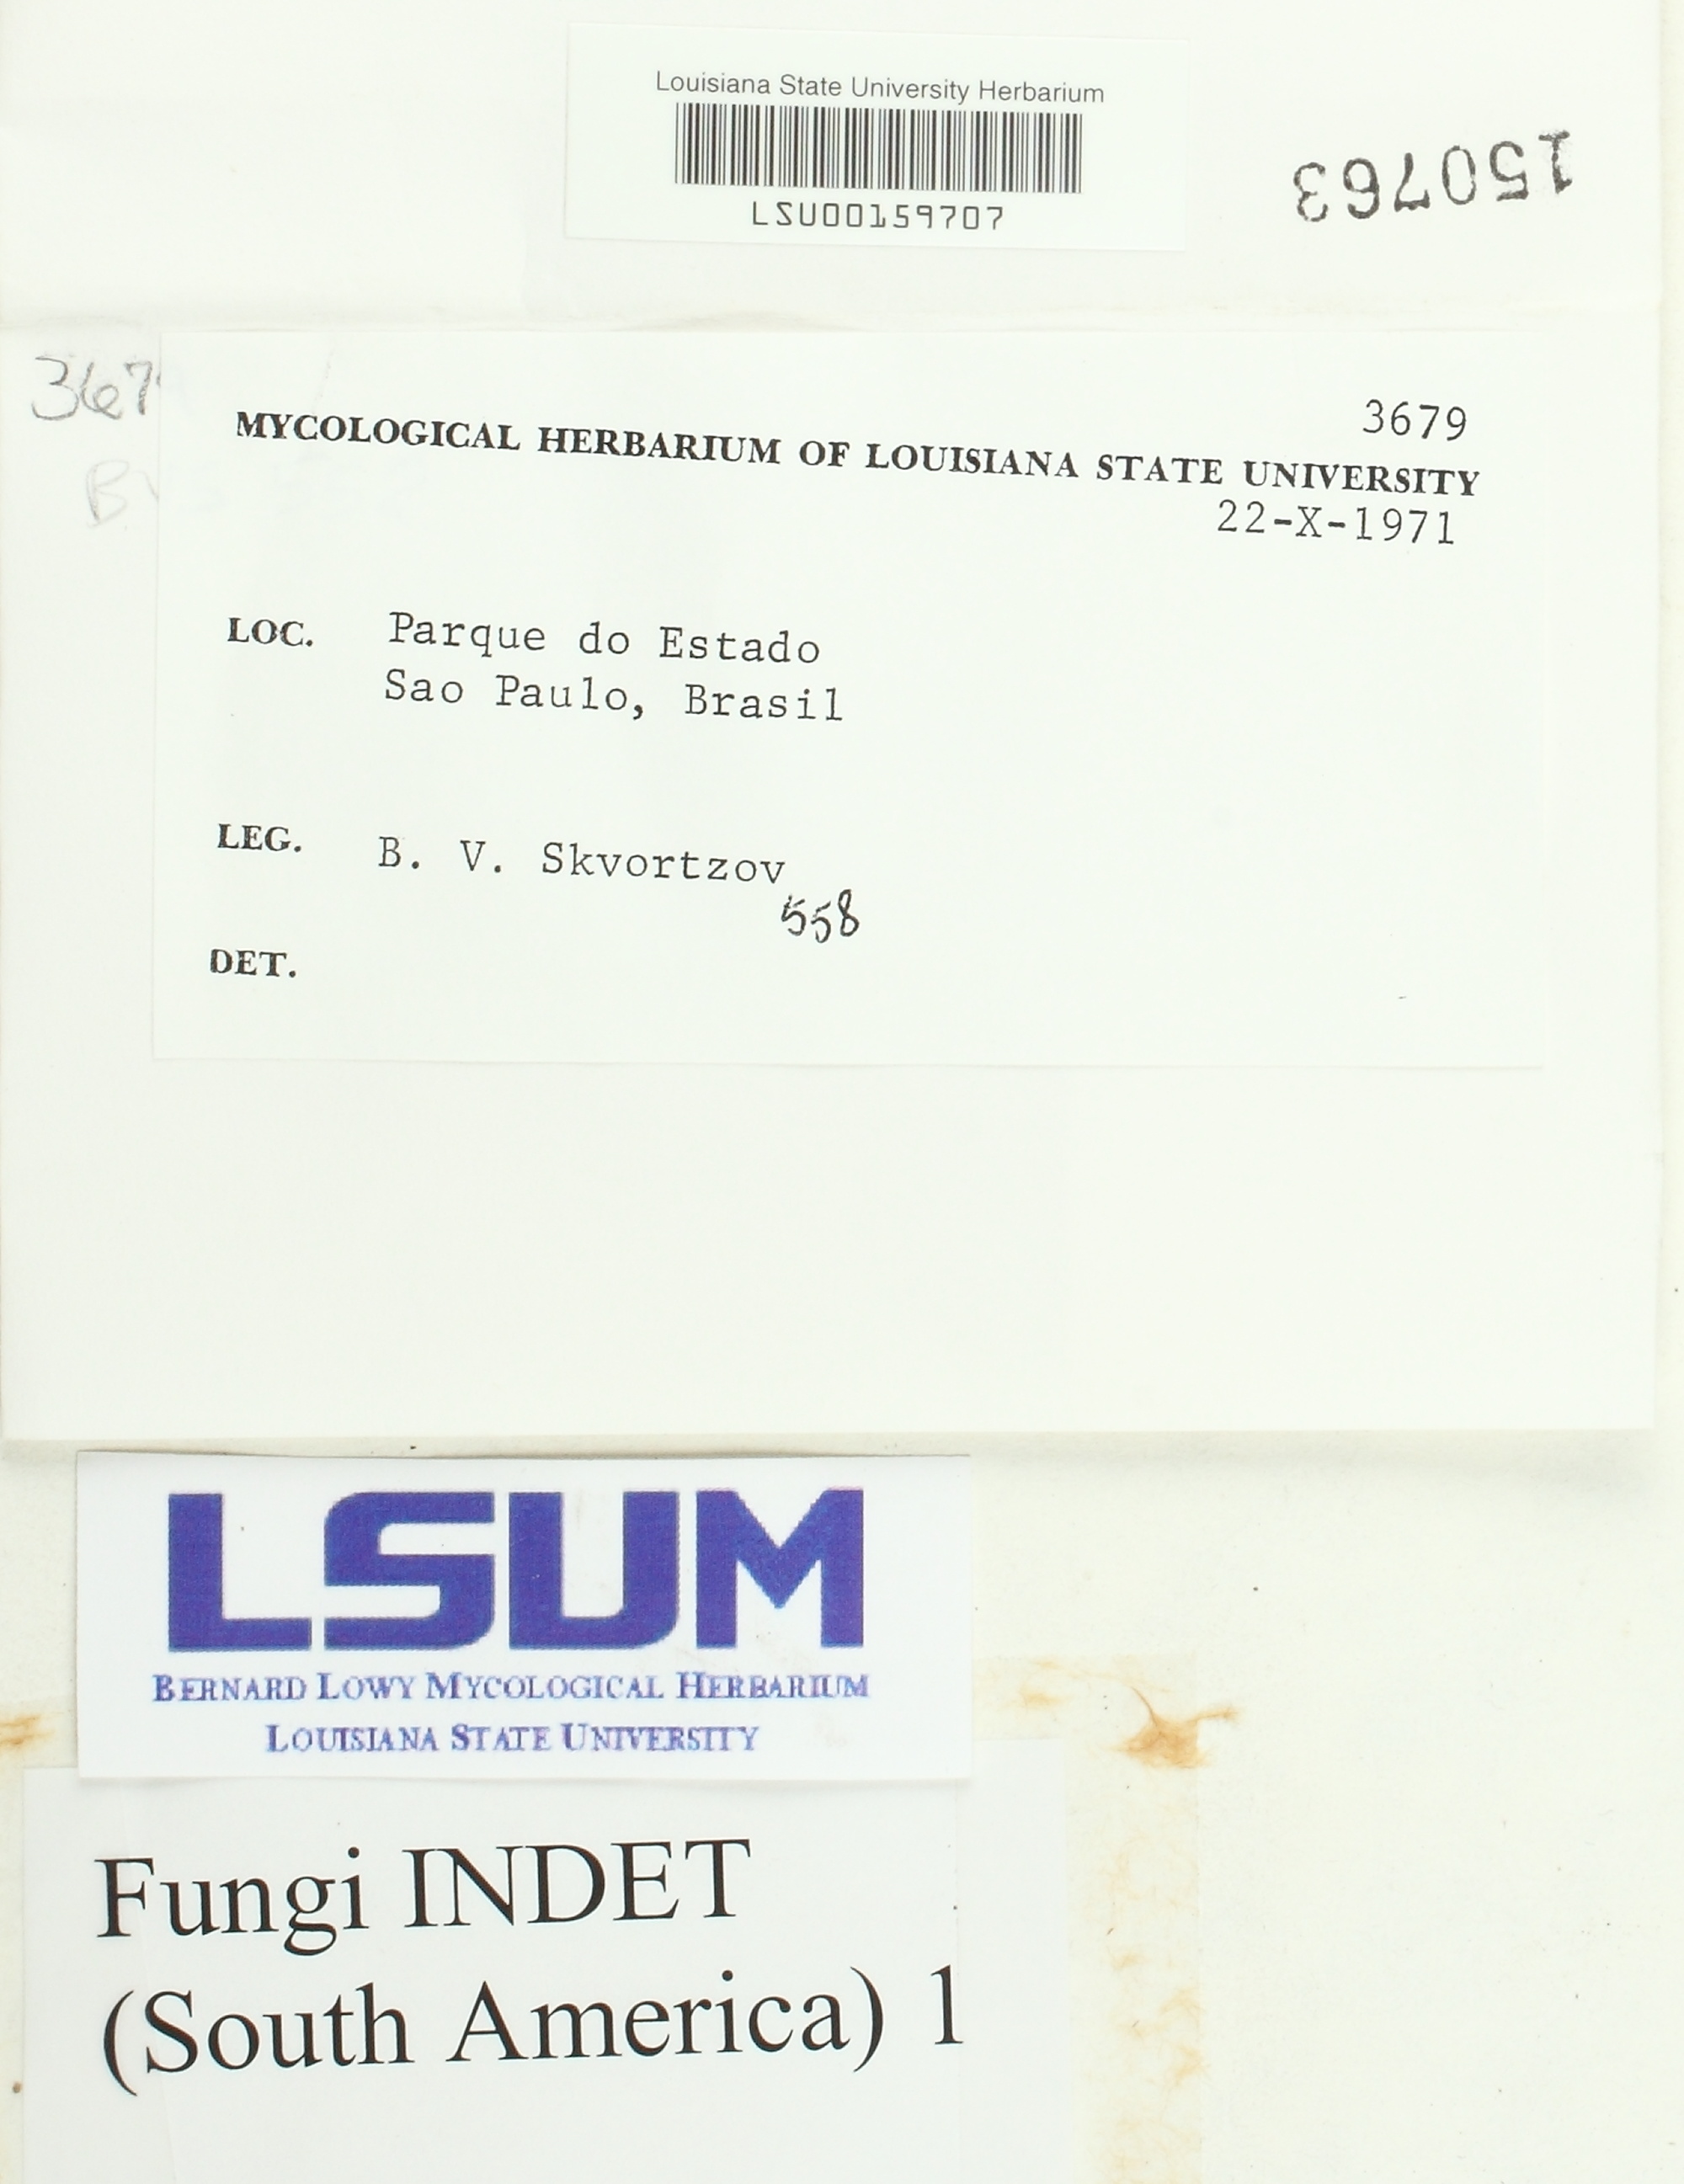 Louisiana State University Herbarium
LSU00159707
150763
367
3679
MYCOLOGICAL HERBARIUM OF LOUISIANA STATE UNIVERSITY
22-X-1971
LOC. Parque do Estado
Sao Paulo, Brasil
LEG. B. V. Skvortzov
558
DET.
LSUM
BERNARD LOWY MYCOLOGICAL HERBARIUM
LOUISIANA STATE UNIVERSITY
Fungi INDET
(South America) 1